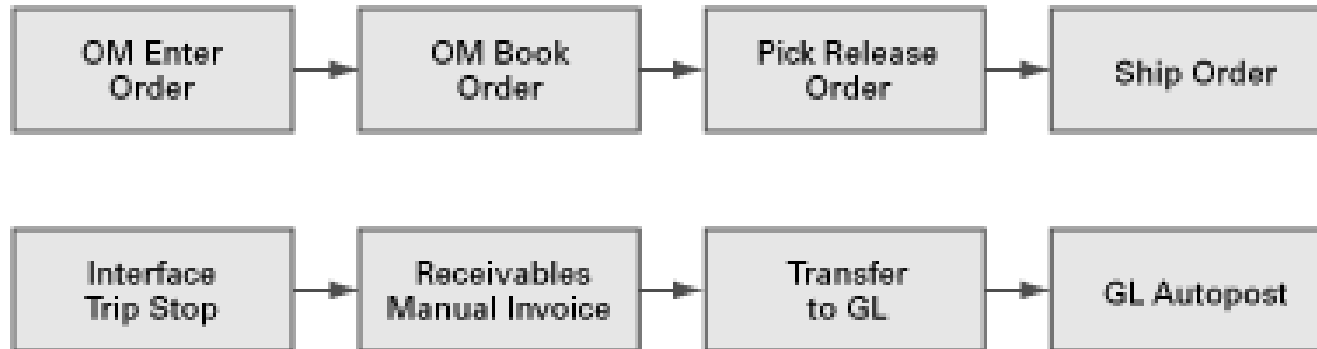 OM Enter
Order
OM Book
Order
Pick Release
Order
Ship Order
Interface
Trip Stop
Receivables
Manual Invoice
Transfer
to GL
GL Autopost